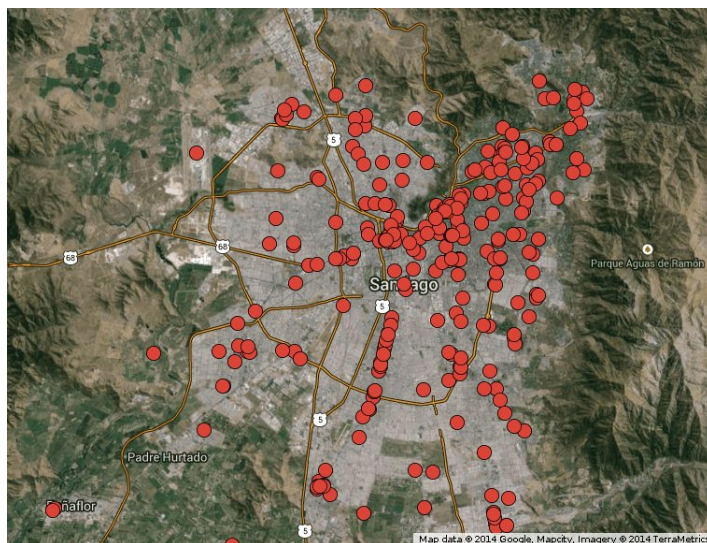 5
68
68
Parque Aguas de Ramón
Santiago
5
5
Padre Hurtado
Peñaflor
5
Map data © 2014 Google, Mapcity, Imagery © 2014 TerraMetrics